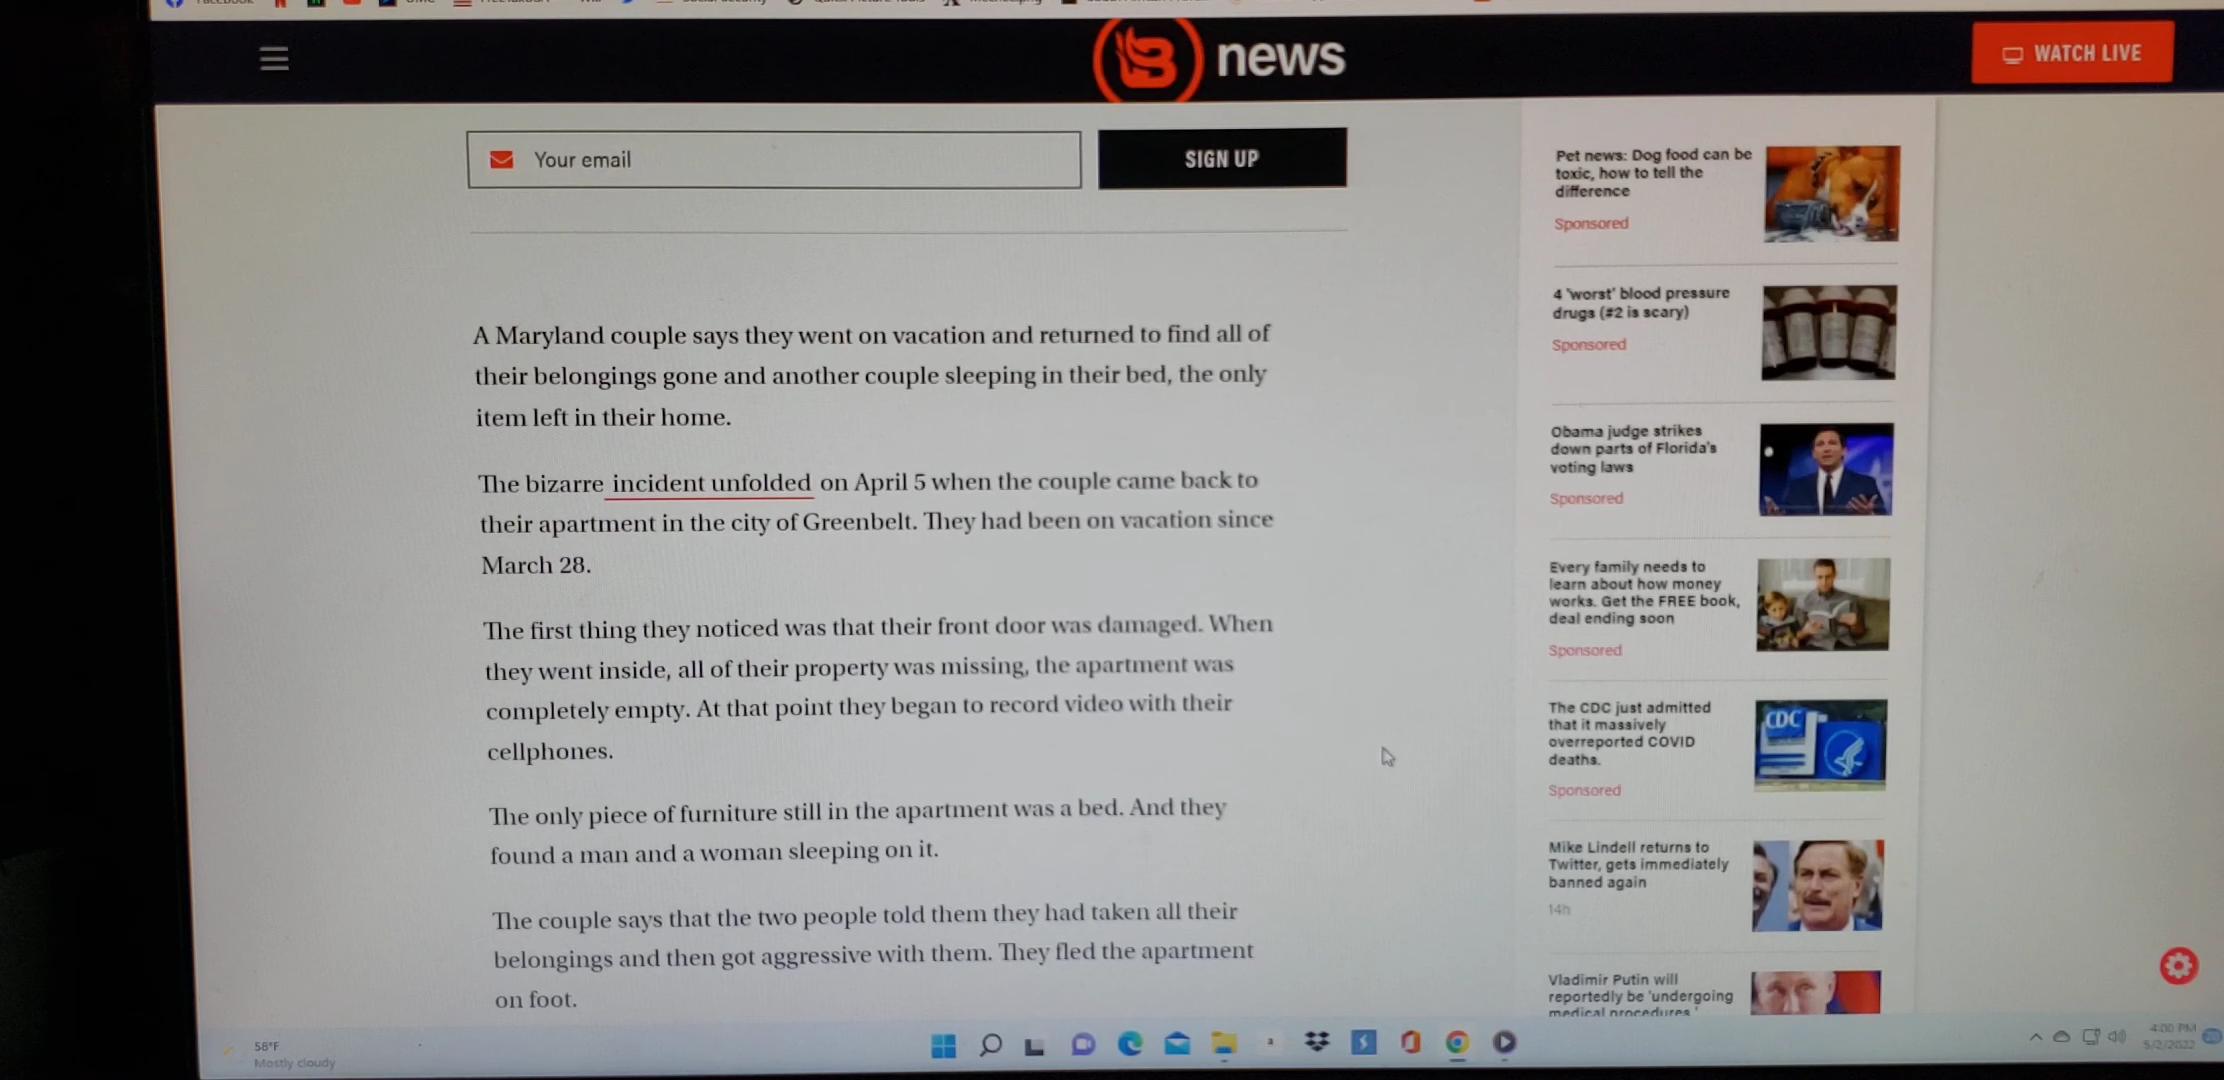 news
WATCH LIVE
Your email
SIGN UP
A Maryland couple says they went on vacation and returned to find all of
their belongings gone and another couple sleeping in their bed, the only
item left in their home.
The bizarre incident unfolded on April 5 when the couple came back to
their apartment in the city of Greenbelt. They had been on vacation since
March 28.
The first thing they noticed was that their front door was damaged. When
they went inside, all of their property was missing, the apartment was
completely empty. At that point they began to record video with their
cellphones.
The only piece of furniture still in the apartment was a bed. And they
found a man and a woman sleeping on it.
The couple says that the two people told them they had taken all their
belongings and then got aggressive with them. They fled the apartment
on foot.
Pet news: Dog food can be
toxic, how to tell the
difference
Sponsored
4 'worst' blood pressure
drugs (#2 is scary)
Sponsored
Obama judge strikes
down parts of Florida's
voting laws
Sponsored
Every family needs to
learn about how money
works. Get the FREE book,
deal ending soon
Sponsored
The CDC just admitted
that it massively
overreported COVID
deaths.
Sponsored
CDC
Mike Lindell returns to
Twitter, gets immediately
banned again
14h
Vladimir Putin will
reportedly be 'undergoing
medical procedures,'
58°F
Mostly cloudy
4:00 PM
5/2/2022